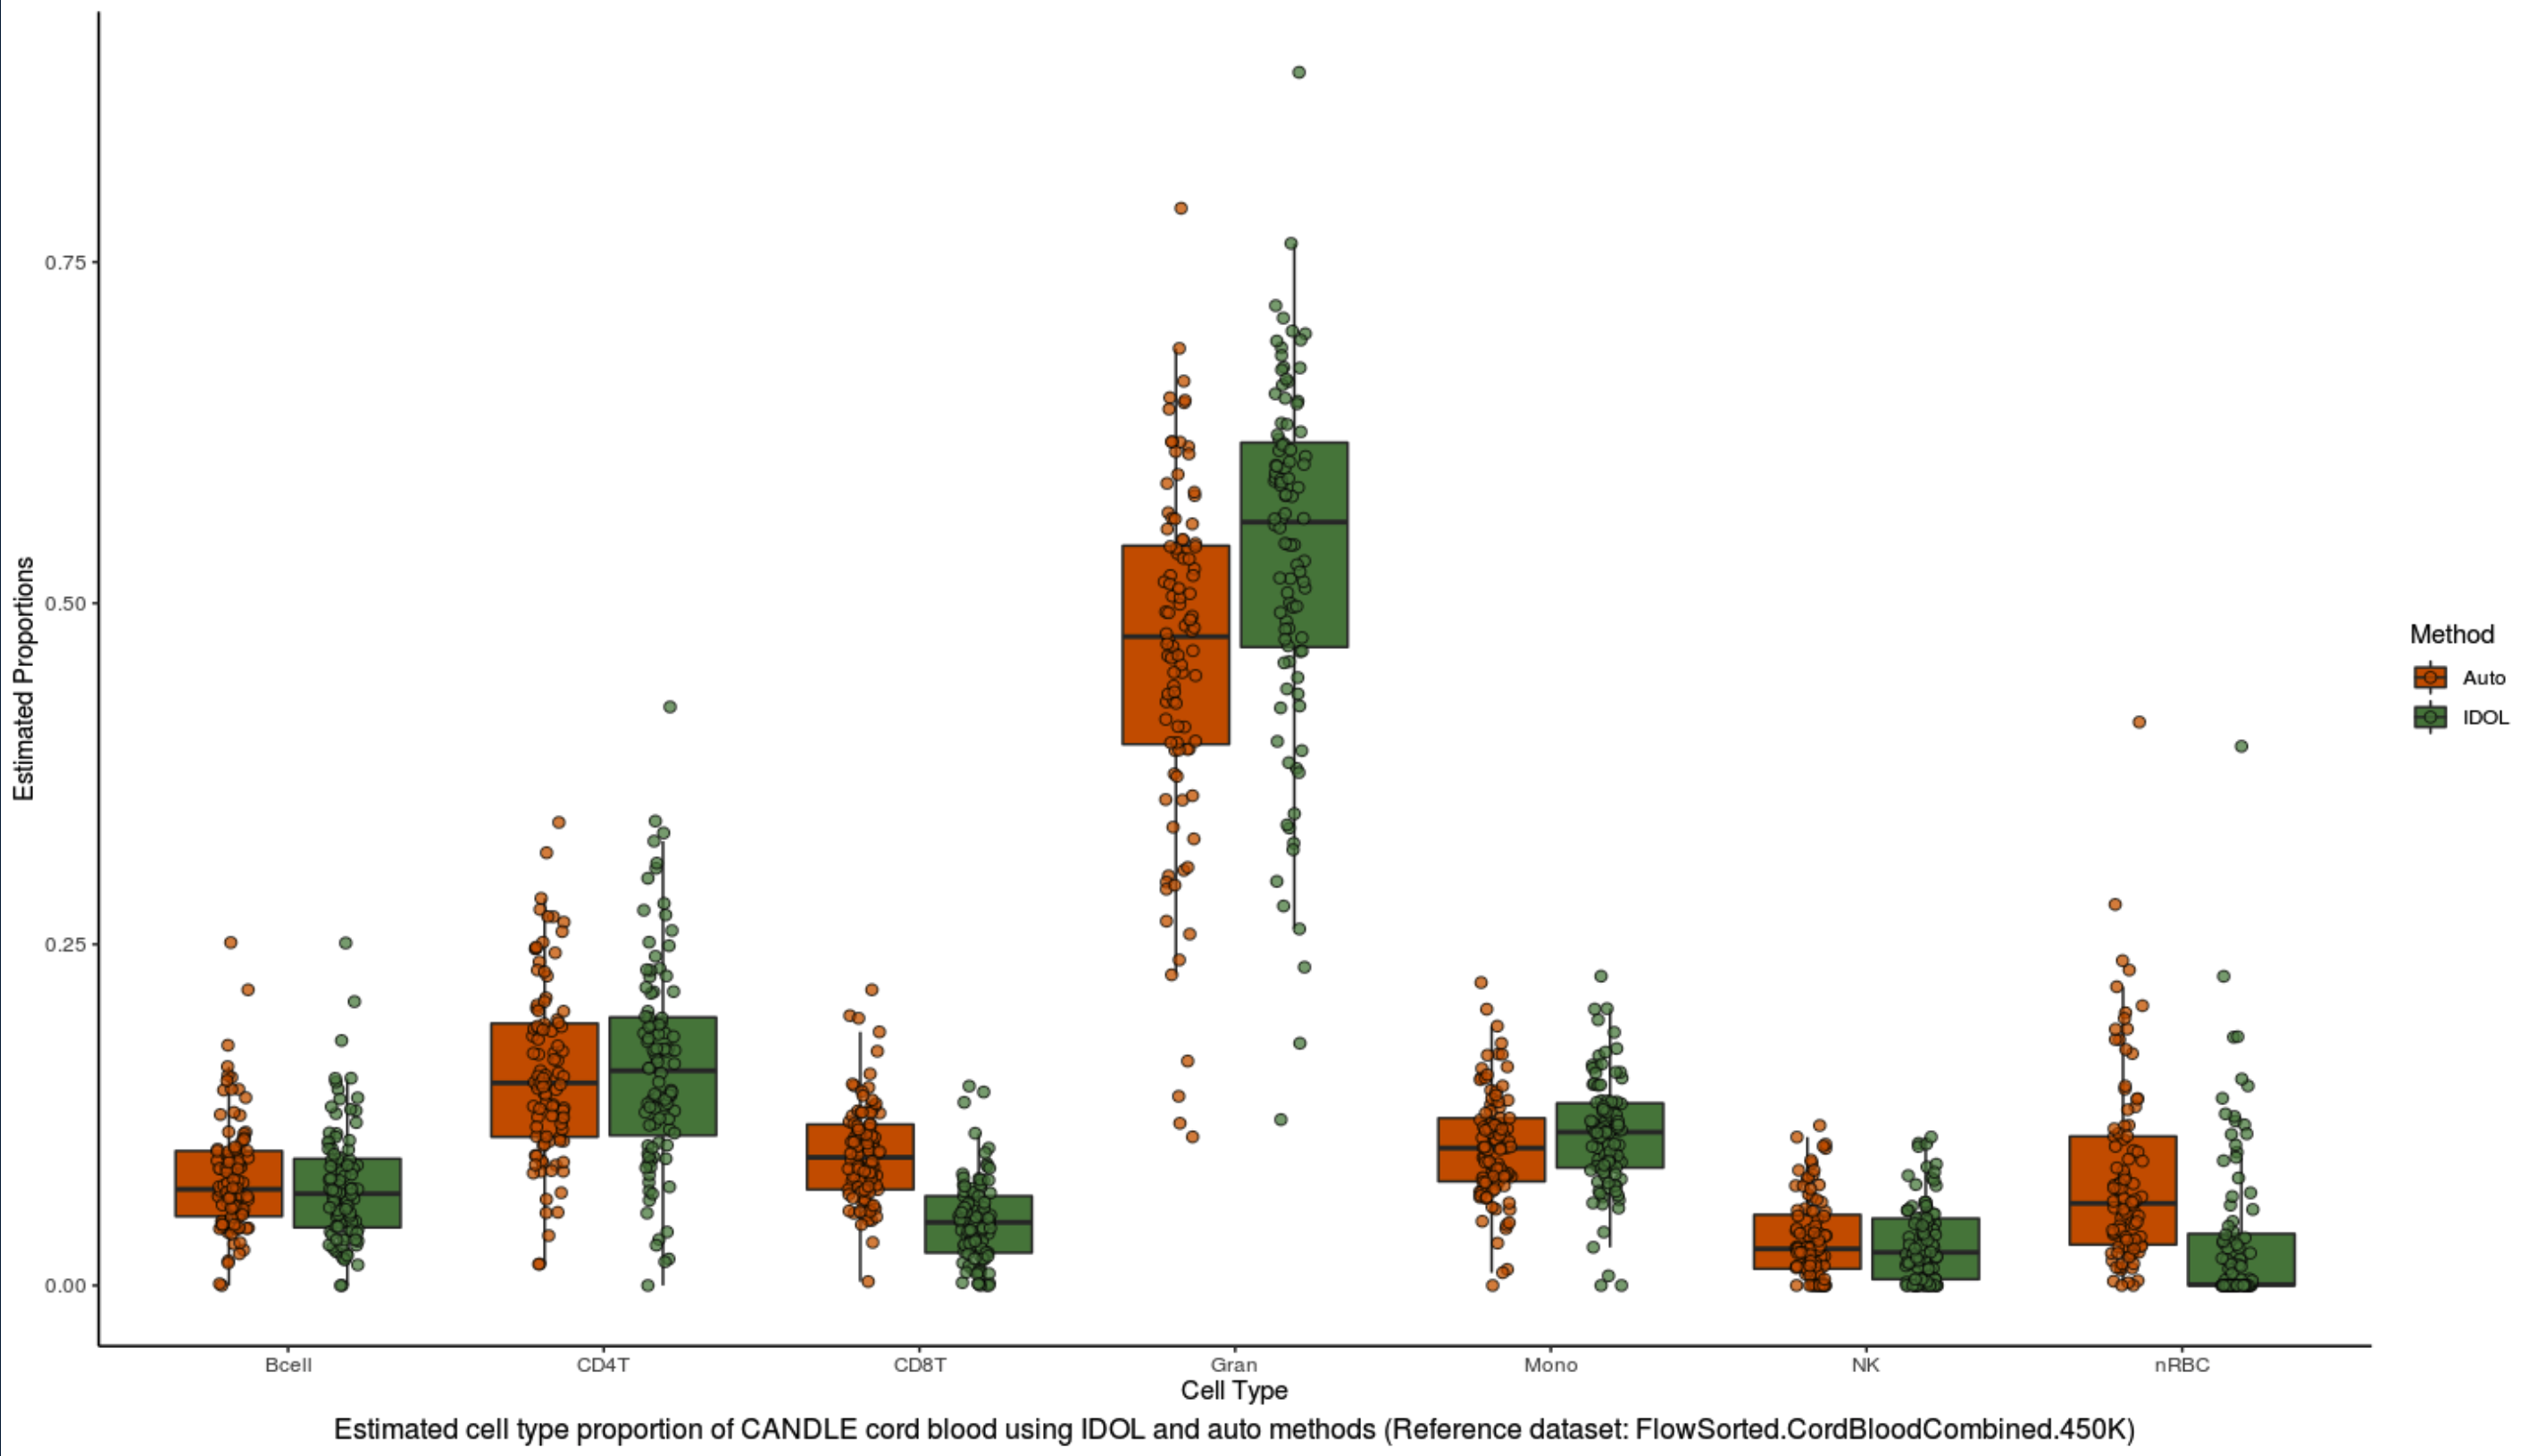 Estimated Proportions
0.75
0.50
0.25
0.00
Bcell
CD4T
CD8T
Gran
Mono
NK
nRBC
Cell Type
Method
Auto
IDOL
Estimated cell type proportion of CANDLE cord blood using IDOL and auto methods (Reference dataset: FlowSorted.CordBloodCombined.450K)